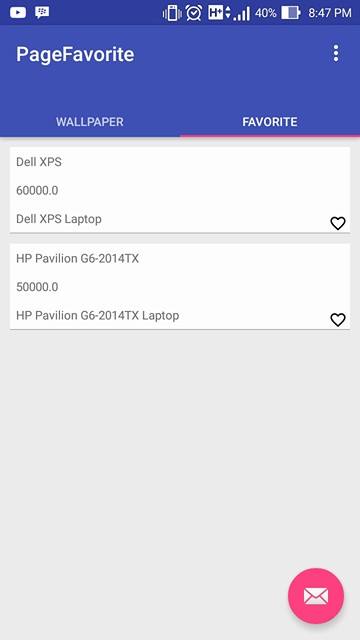 H+ 40% 8:47 PM
PageFavorite
WALLPAPER FAVORITE
Dell XPS
60000.0
Dell XPS Laptop
HP Pavilion G6-2014TX
50000.0
HP Pavilion G6-2014TX Laptop